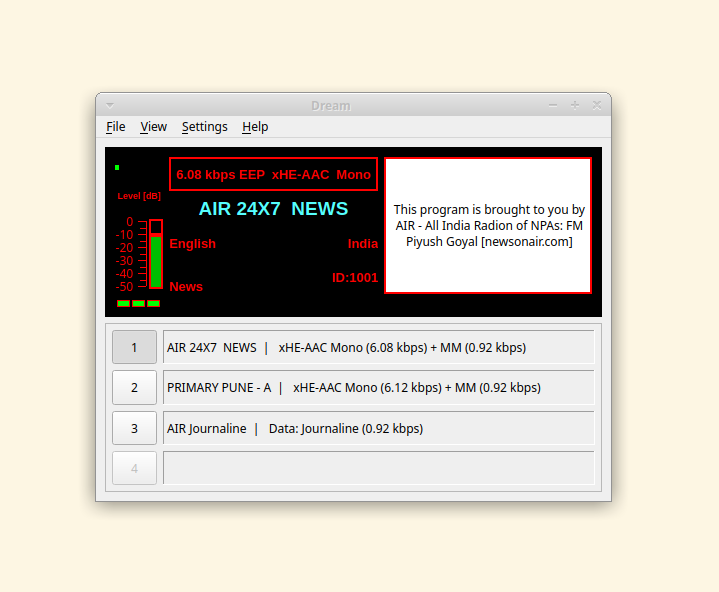 Dream
File View Settings Help
Level [dB]
0
-10
-20
-30
-40
-50
6.08 kbps EEP xHE-AAC Mono
AIR 24X7 NEWS
English India
ID:1001
News
This program is brought to you by
AIR - All India Radion of NPAs: FM
Piyush Goyal [newsonair.com]
1 AIR 24X7 NEWS | xHE-AAC Mono (6.08 kbps) + MM (0.92 kbps)
2 PRIMARY PUNE - A | xHE-AAC Mono (6.12 kbps) + MM (0.92 kbps)
3 AIR Journaline | Data: Journaline (0.92 kbps)
4